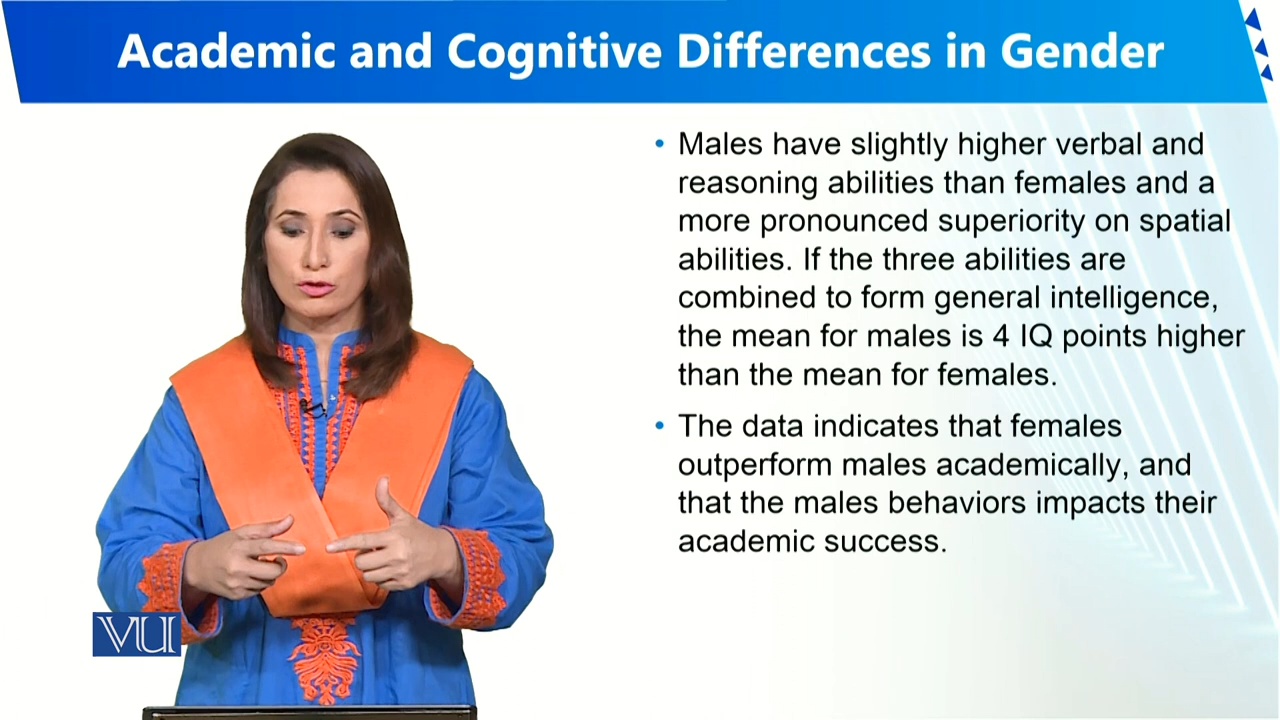 Academic and Cognitive Differences in Gender
• Males have slightly higher verbal and
reasoning abilities than females and a
more pronounced superiority on spatial
abilities. If the three abilities are
combined to form general intelligence,
the mean for males is 4 IQ points higher
than the mean for females.
• The data indicates that females
outperform males academically, and
that the males behaviors impacts their
academic success.
VU